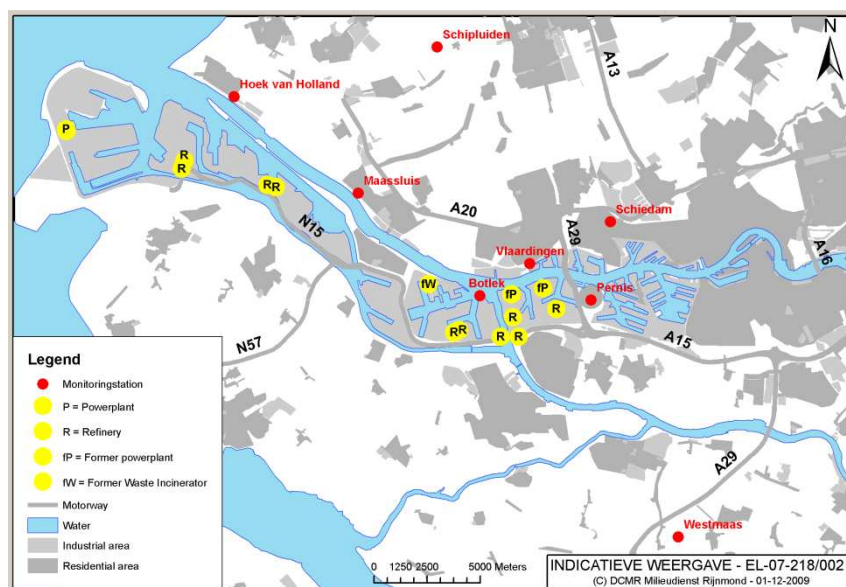 Schipluiden
A13
N
Hoek van Holland
P
R
R
RR
Maassluis
A20
Schiedam
N15
Vlaardingen
A29
A16
fW
Botlek
fP
fP
Pernis
R
R
RR
R
R
A15
N57
Legend
Monitoringstation
P = Powerplant
R = Refinery
fP = Former powerplant
fW = Former Waste Incinerator
Motorway
Water
Industrial area
Residential area
A29
Westmaas
0 1250 2500 5000 Meters
INDICATIEVE WEERGAVE - EL-07-218/002
(C) DCMR Milieudienst Rijnmond - 01-12-2009